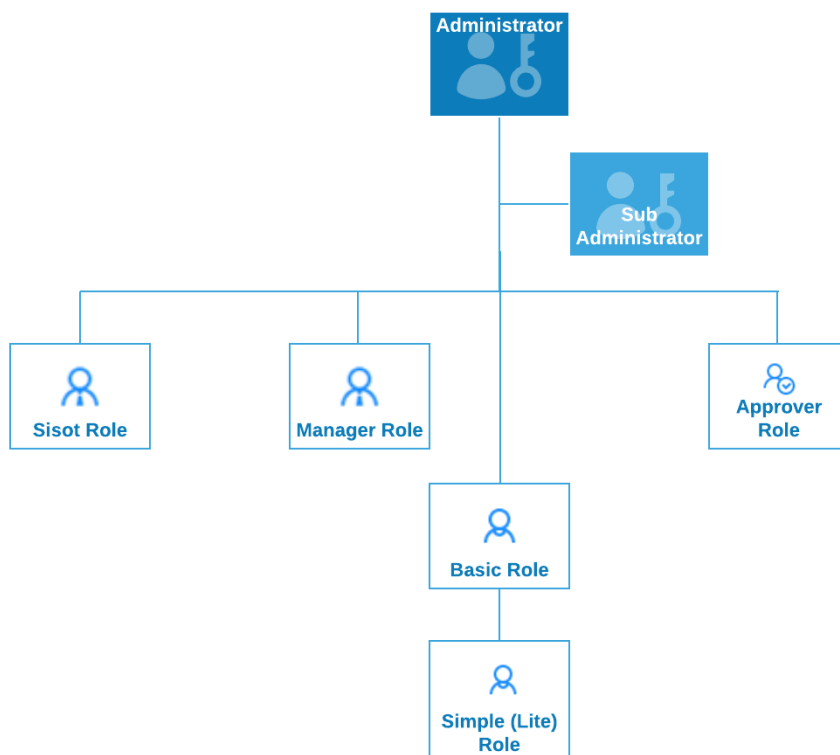 Administrator
Sub
Administrator
Sisot Role
Manager Role
Approver
Role
Basic Role
Simple (Lite)
Role